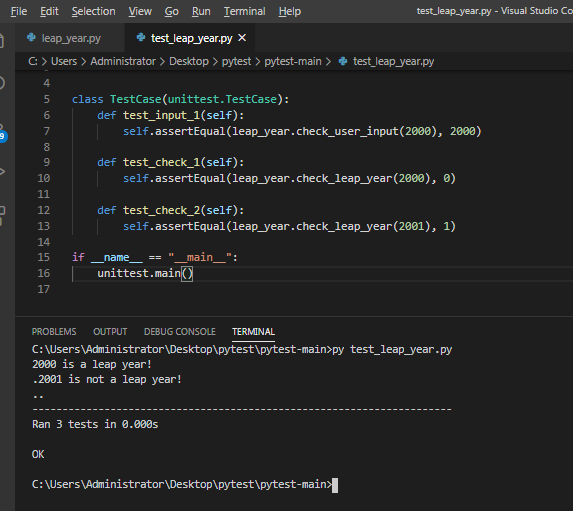 File Edit Selection View Go Run Terminal Help test_leap_year.py - Visual Studio Co
leap_year.py test_leap_year.py ×
C: > Users > Administrator > Desktop > pytest > pytest-main > test_leap_year.py
4
5 class TestCase(unittest.TestCase):
6 def test_input_1(self):
7 self.assertEqual(leap_year.check_user_input(2000), 2000)
8
9 def test_check_1(self):
10 self.assertEqual(leap_year.check_leap_year(2000), 0)
11
12 def test_check_2(self):
13 self.assertEqual(leap_year.check_leap_year(2001), 1)
14
15 if __name__ == "__main__":
16 unittest.main()
17
PROBLEMS OUTPUT DEBUG CONSOLE TERMINAL
C:\Users\Administrator\Desktop\pytest\pytest-main>py test_leap_year.py
2000 is a leap year!
.2001 is not a leap year!
..
----------------------------------------------------------------------
Ran 3 tests in 0.000s
OK
C:\Users\Administrator\Desktop\pytest\pytest-main>